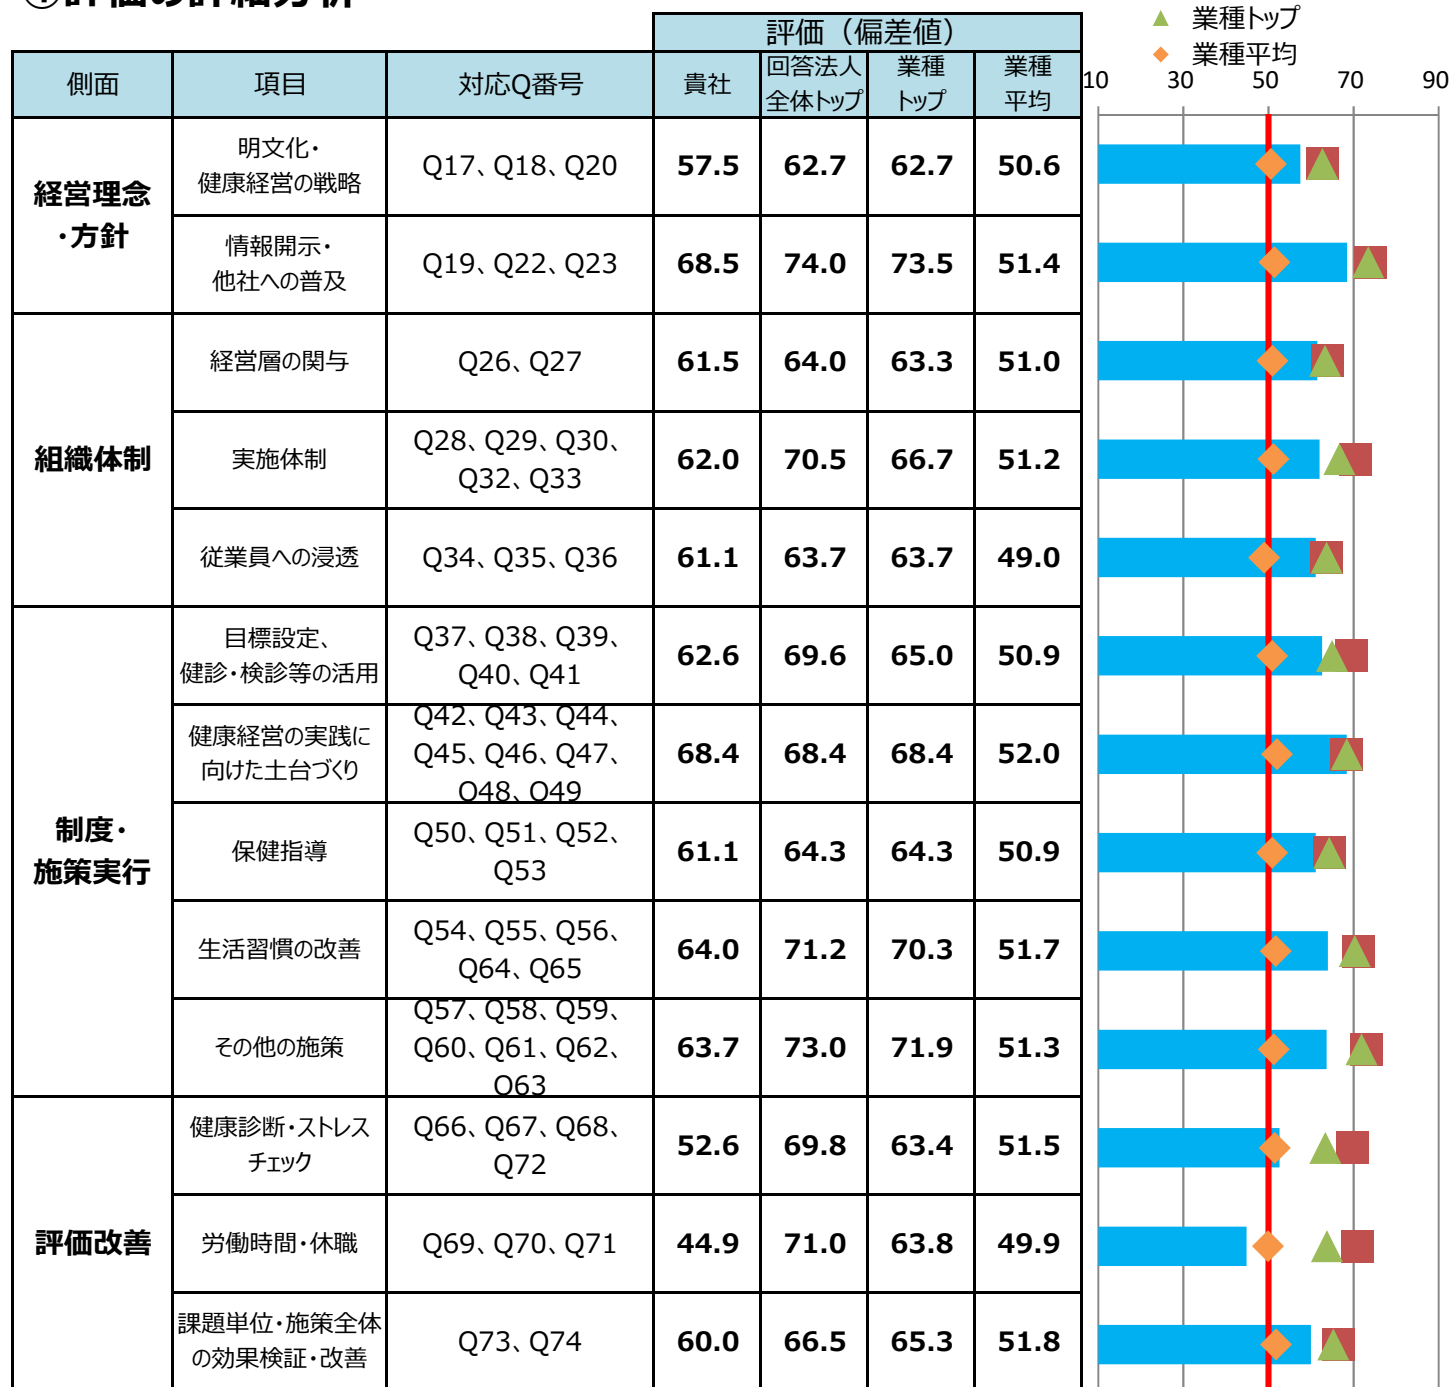 ①評価の詳細分析
▲ 業種トップ
◆ 業種平均
評価（偏差値）
側面 項目 対応Q番号 貴社 回答法人 業種 業種
全体トップ トップ 平均
10 30 50 70 90
経営理念
・方針
明文化・
健康経営の戦略
Q17、Q18、Q20 57.5 62.7 62.7 50.6
情報開示・
他社への普及
Q19、Q22、Q23 68.5 74.0 73.5 51.4
組織体制
経営層の関与 Q26、Q27 61.5 64.0 63.3 51.0
実施体制
Q28、Q29、Q30、
Q32、Q33
62.0 70.5 66.7 51.2
従業員への浸透 Q34、Q35、Q36 61.1 63.7 63.7 49.0
制度・
施策実行
目標設定、
健診・検診等の活用
Q37、Q38、Q39、
Q40、Q41
62.6 69.6 65.0 50.9
健康経営の実践に
向けた土台づくり
Q42、Q43、Q44、
Q45、Q46、Q47、
Q48、Q49
68.4 68.4 68.4 52.0
保健指導
Q50、Q51、Q52、
Q53
61.1 64.3 64.3 50.9
生活習慣の改善
Q54、Q55、Q56、
Q64、Q65
64.0 71.2 70.3 51.7
その他の施策
Q57、Q58、Q59、
Q60、Q61、Q62、
Q63
63.7 73.0 71.9 51.3
評価改善
健康診断・ストレス
チェック
Q66、Q67、Q68、
Q72
52.6 69.8 63.4 51.5
労働時間・休職 Q69、Q70、Q71 44.9 71.0 63.8 49.9
課題単位・施策全体
の効果検証・改善
Q73、Q74 60.0 66.5 65.3 51.8